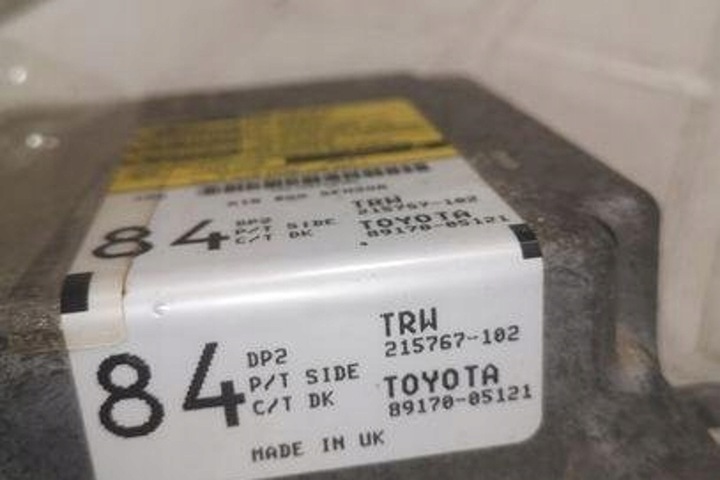 AIR BAG SENSOR
84 DP2 TRW
P/T SIDE 215767-102
C/T DK TOYOTA
89170-05121
84 DP2 TRW
P/T SIDE 215767-102
C/T DK TOYOTA
89170-05121
MADE IN UK